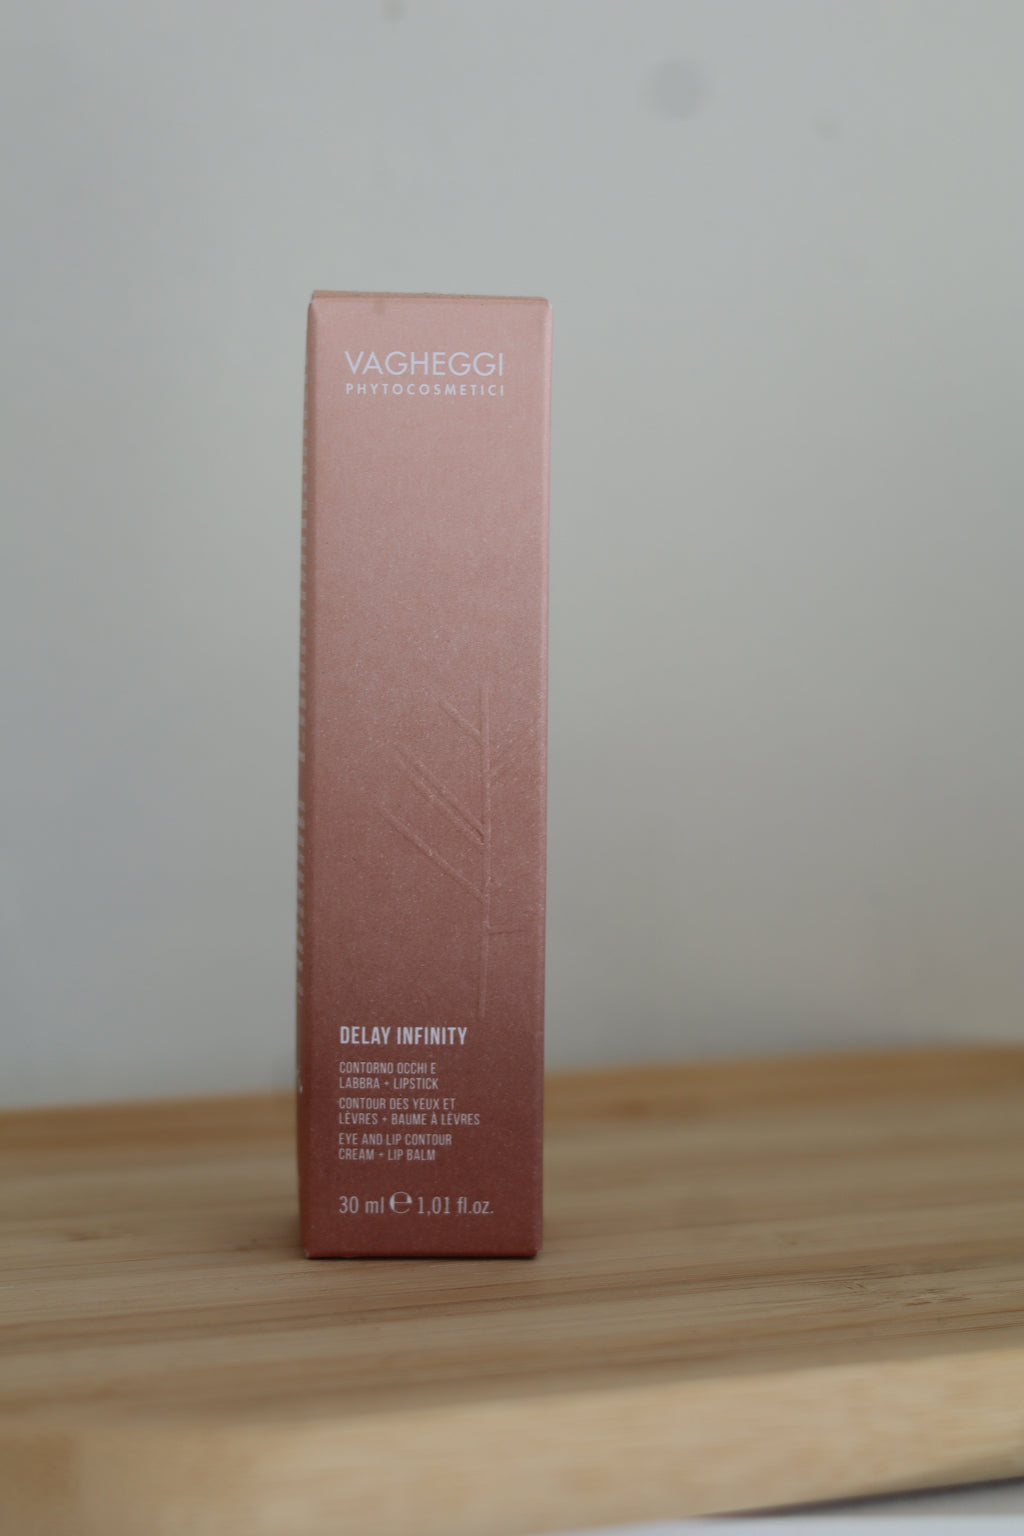 VAGHEGGI
PHYTOCOSMETICI
DELAY INFINITY
CONTORNO OCCHI E
LABBRA + LIPSTICK
CONTOUR DES YEUX ET
LÈVRES + BAUME À LÈVRES
EYE AND LIP CONTOUR
CREAM + LIP BALM
30 ml ℮ 1,01 fl.oz.